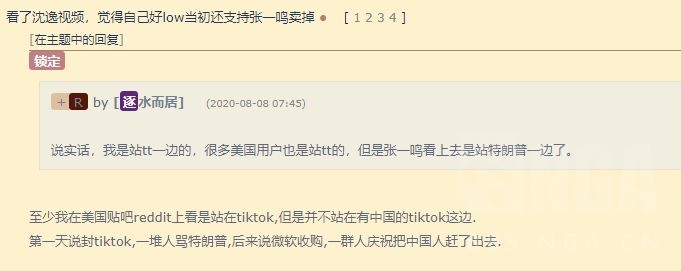 看了沈逸视频，觉得自己好low当初还支持张一鸣卖掉 [ 1 2 3 4 ]
[在主题中的回复]
锁定
+ R by [逐水而居] (2020-08-08 07:45)
说实话，我是站tt一边的，很多美国用户也是站tt的，但是张一鸣看上去是站特朗普一边了。
至少我在美国贴吧reddit上看是站在tiktok,但是并不站在有中国的tiktok这边.
第一天说封tiktok,一堆人骂特朗普,后来说微软收购,一群人庆祝把中国人赶了出去.
NGA
NGA.CN